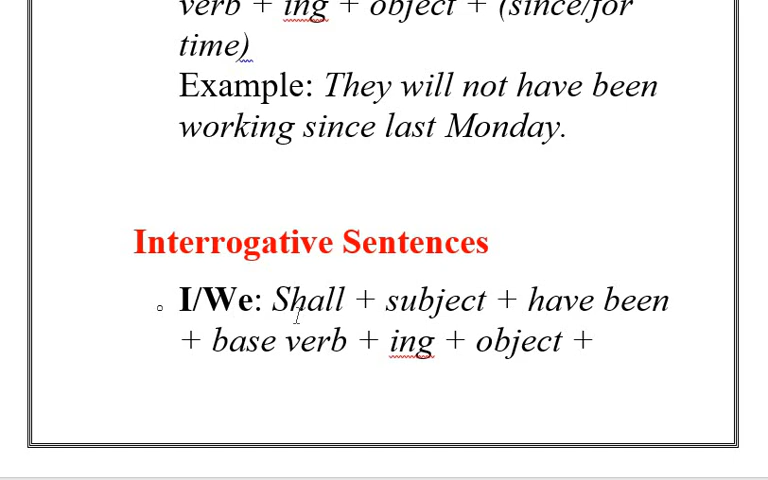 verb + ing + object + (since/for
time)
Example: They will not have been
working since last Monday.
Interrogative Sentences
I/We: Shall + subject + have been
+ base verb + ing + object +